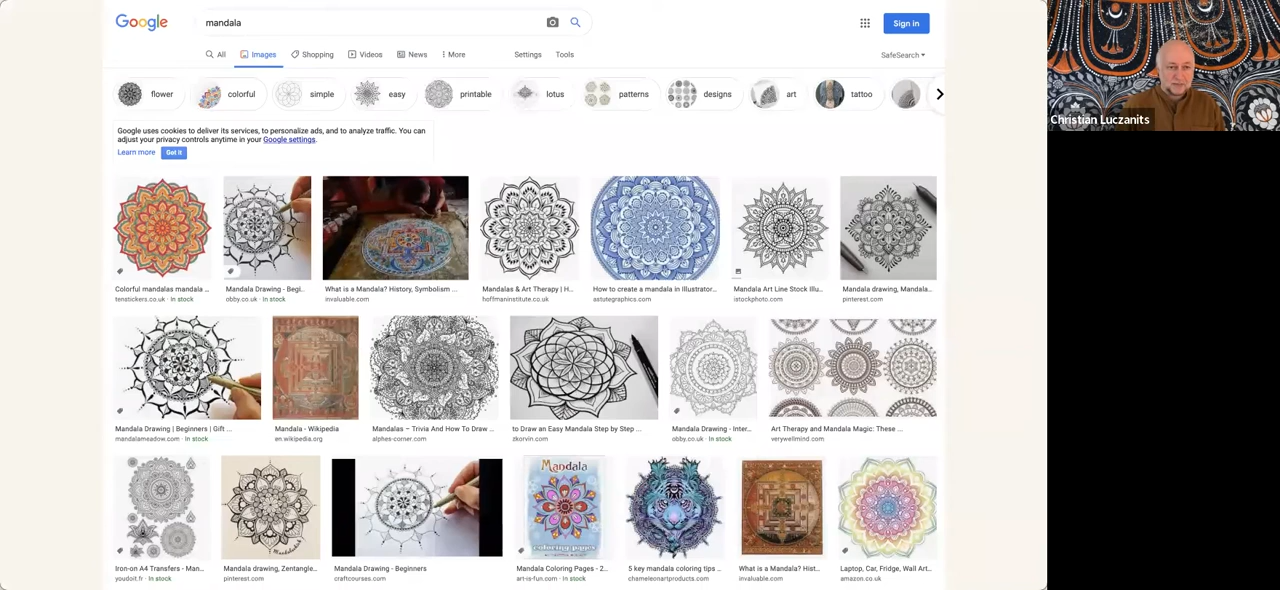 Google
mandala
Sign in
All
Images
Shopping
Videos
News
More
Settings
Tools
SafeSearch
flower
colorful
simple
easy
printable
lotus
patterns
designs
art
tattoo
Google uses cookies to deliver its services, to personalize ads, and to analyze traffic. You can
adjust your privacy controls anytime in your Google settings.
Learn more
Got it
Christian Luczanits
Colorful mandalas mandala ...
tenstickers.co.uk · In stock
Mandala Drawing - Begi...
obby.co.uk · In stock
What is a Mandala? History, Symbolism ...
invaluable.com
Mandalas & Art Therapy | H...
hoffmaninstitute.co.uk
How to create a mandala in Illustrator...
astutegraphics.com
Mandala Art Line Stock Illu...
istockphoto.com
Mandala drawing, Mandala...
pinterest.com
Mandala Drawing | Beginners | Gift ...
mandalameadow.com · In stock
Mandala - Wikipedia
en.wikipedia.org
Mandalas – Trivia And How To Draw ...
alphes-corner.com
to Draw an Easy Mandala Step by Step ...
zkorvin.com
Mandala Drawing - Inter...
obby.co.uk · In stock
Art Therapy and Mandala Magic: These ...
verywellmind.com
Mandala
coloring pages
Iron-on A4 Transfers - Man...
youdoit.fr · In stock
Mandala drawing, Zentangle...
pinterest.com
Mandala Drawing - Beginners
craftcourses.com
Mandala Coloring Pages - 2...
art-is-fun.com · In stock
5 key mandala coloring tips ...
chameleonartproducts.com
What is a Mandala? Hist...
invaluable.com
Laptop, Car, Fridge, Wall Art...
amazon.co.uk